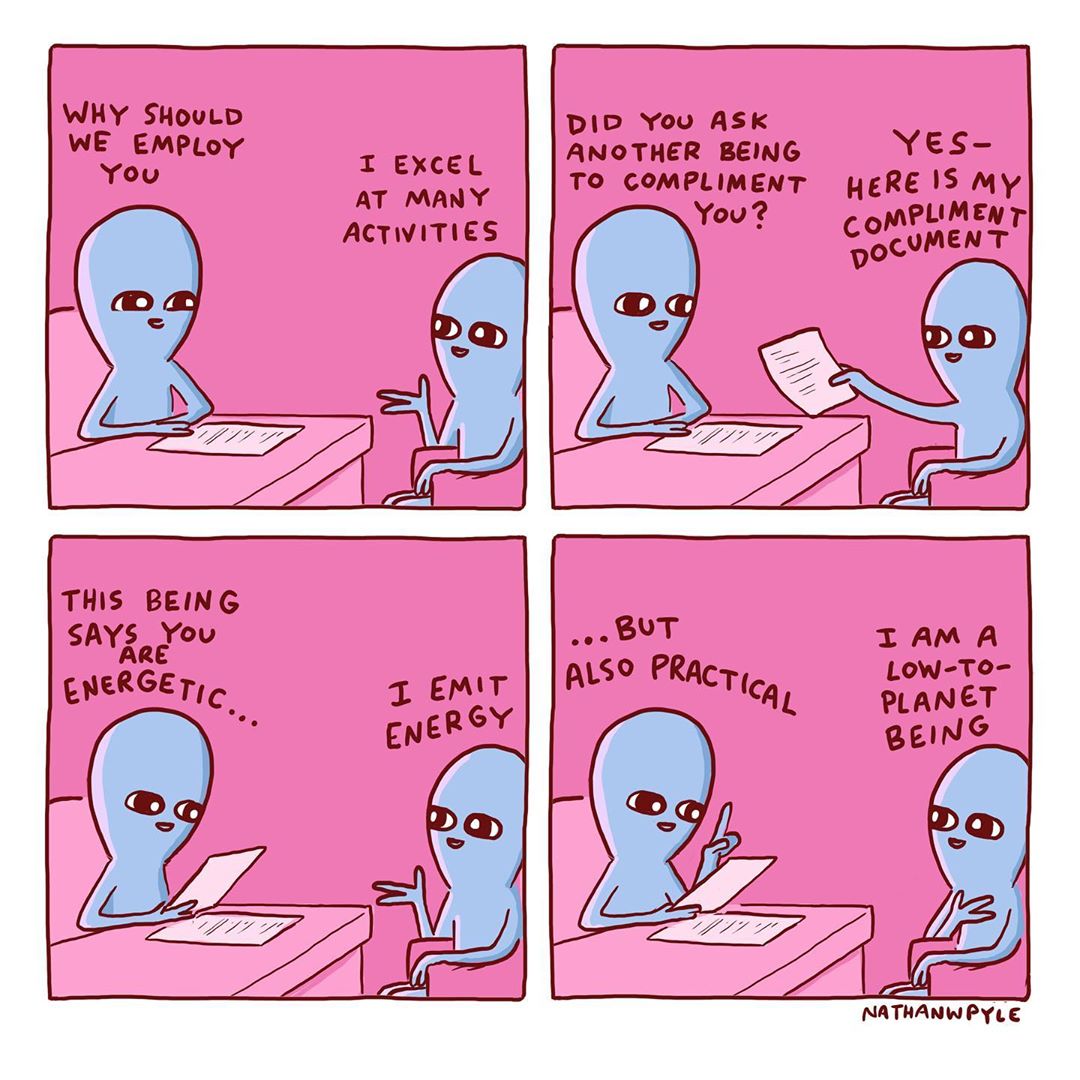 WHY SHOULD
WE EMPLOY
YOU
I EXCEL
AT MANY
ACTIVITIES
DID YOU ASK
ANOTHER BEING
TO COMPLIMENT
YOU?
YES-
HERE IS MY
COMPLIMENT
DOCUMENT
THIS BEING
SAYS YOU
ARE
ENERGETIC...
I EMIT
ENERGY
...BUT
ALSO PRACTICAL
I AM A
LOW-TO-
PLANET
BEING
NATHANWPYLE